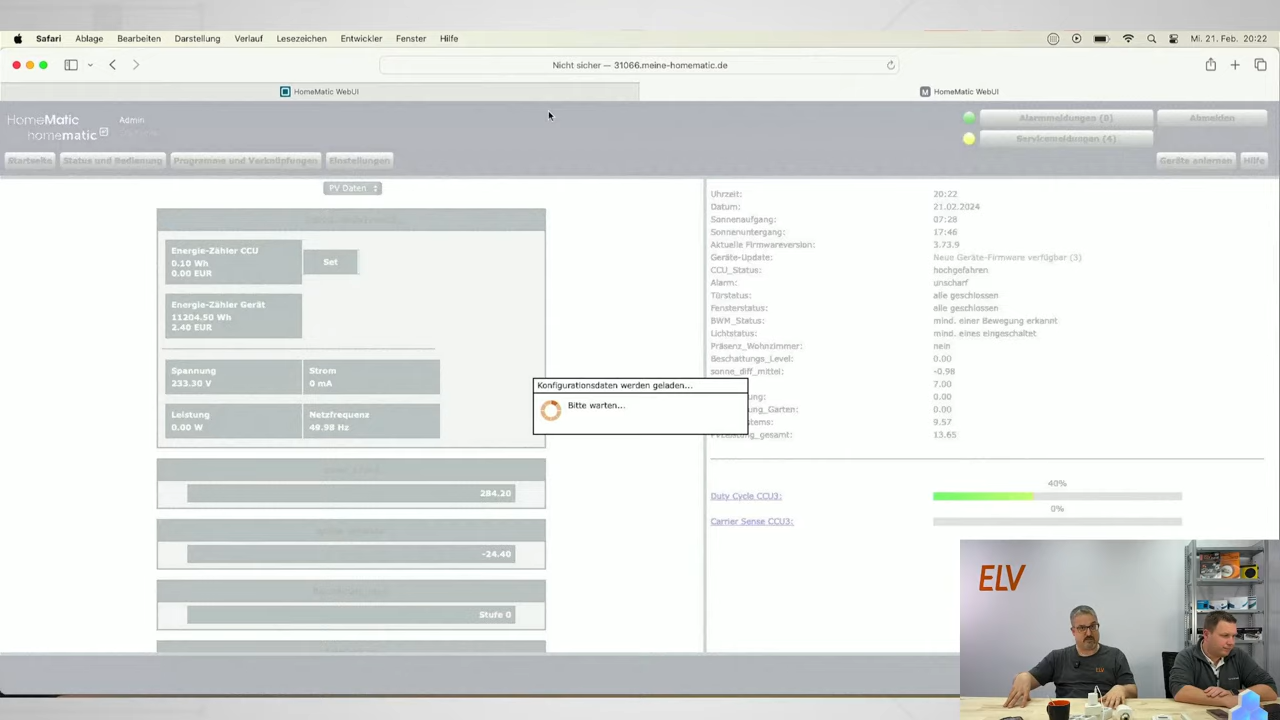 Safari Ablage Bearbeiten Darstellung Verlauf Lesezeichen Entwickler Fenster Hilfe Mi. 21. Feb. 20:22
Nicht sicher — 31066.meine-homematic.de
HomeMatic WebUI
M HomeMatic WebUI
HomeMatic
homematic
Admin
Alarmmeldungen (0)
Abmelden
Servicemeldungen (4)
Startseite
Status und Bedienung
Programme und Verknüpfungen
Einstellungen
Geräte anlernen
Hilfe
PV Daten
Energie-Zähler CCU
0.10 Wh
0.00 EUR
Set
Energie-Zähler Gerät
11204.50 Wh
2.40 EUR
Spannung
233.30 V
Strom
0 mA
Leistung
0.00 W
Netzfrequenz
49.98 Hz
284.20
-24.40
Stufe 0
Konfigurationsdaten werden geladen...
Bitte warten...
Uhrzeit: 20:22
Datum: 21.02.2024
Sonnenaufgang: 07:28
Sonnenuntergang: 17:46
Aktuelle Firmwareversion: 3.73.9
Geräte-Update: Neue Geräte-Firmware verfügbar (3)
CCU_Status: hochgefahren
Alarm: unscharf
Türstatus: alle geschlossen
Fensterstatus: alle geschlossen
BWM_Status: mind. einer Bewegung erkannt
Lichtstatus: mind. eines eingeschaltet
Präsenz_Wohnzimmer: nein
Beschattungs_Level: 0.00
sonne_diff_mittel: -0.98
7.00
0.00
_Garten: 0.00
9.57
_gesamt: 13.65
40%
Duty Cycle CCU3:
0%
Carrier Sense CCU3:
ELV
ELV